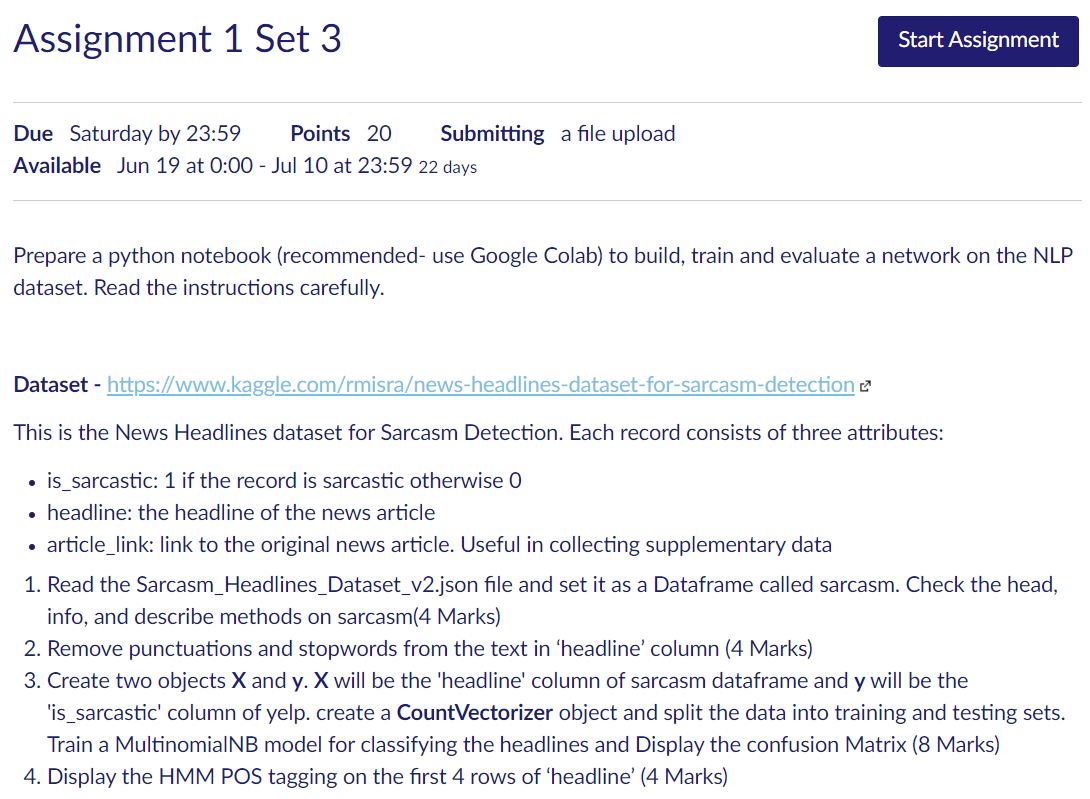 Assignment 1 Set 3
Start Assignment
Due Saturday by 23:59 Points 20 Submitting a file upload
Available Jun 19 at 0:00 - Jul 10 at 23:59 22 days
Prepare a python notebook (recommended- use Google Colab) to build, train and evaluate a network on the NLP
dataset. Read the instructions carefully.
Dataset - https://www.kaggle.com/rmisra/news-headlines-dataset-for-sarcasm-detection
This is the News Headlines dataset for Sarcasm Detection. Each record consists of three attributes:
• is_sarcastic: 1 if the record is sarcastic otherwise 0
• headline: the headline of the news article
• article_link: link to the original news article. Useful in collecting supplementary data
1. Read the Sarcasm_Headlines_Dataset_v2.json file and set it as a Dataframe called sarcasm. Check the head,
info, and describe methods on sarcasm(4 Marks)
2. Remove punctuations and stopwords from the text in ‘headline’ column (4 Marks)
3. Create two objects X and y. X will be the 'headline' column of sarcasm dataframe and y will be the
'is_sarcastic' column of yelp. create a CountVectorizer object and split the data into training and testing sets.
Train a MultinomialNB model for classifying the headlines and Display the confusion Matrix (8 Marks)
4. Display the HMM POS tagging on the first 4 rows of ‘headline’ (4 Marks)